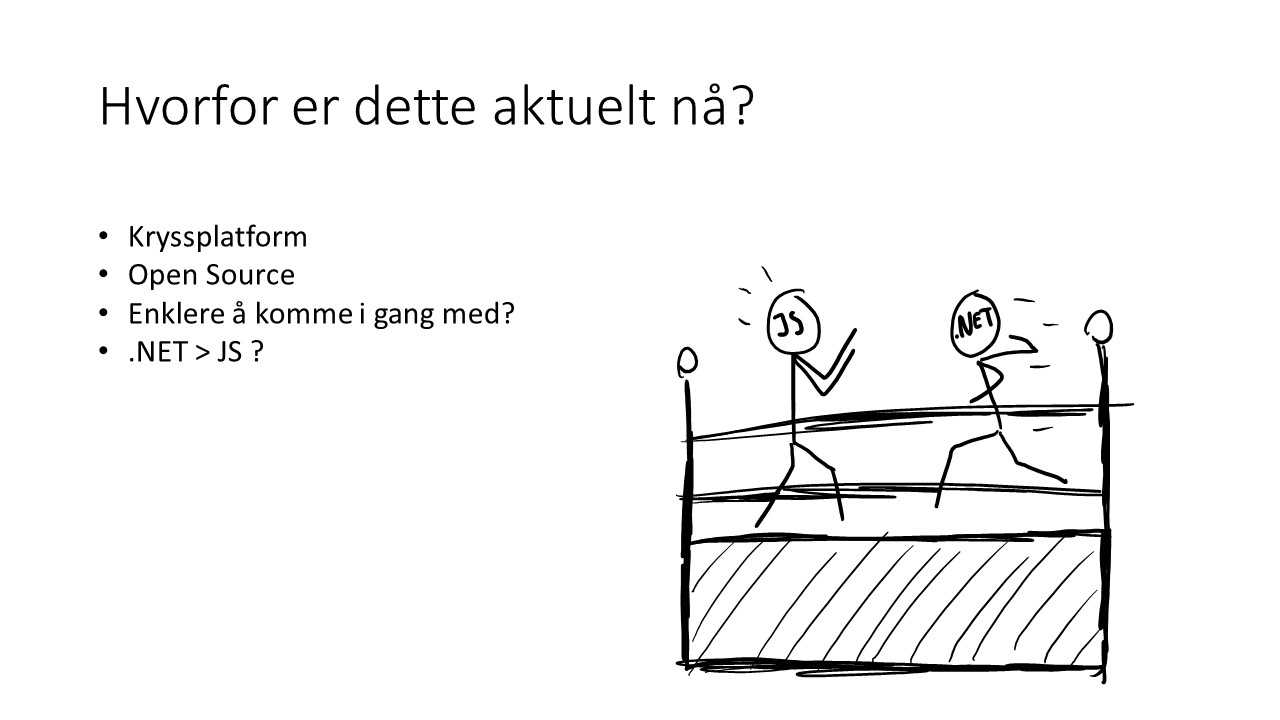 Hvorfor er dette aktuelt nå?
• Kryssplatform
• Open Source
• Enklere å komme i gang med?
• .NET > JS ?
JS
.NET